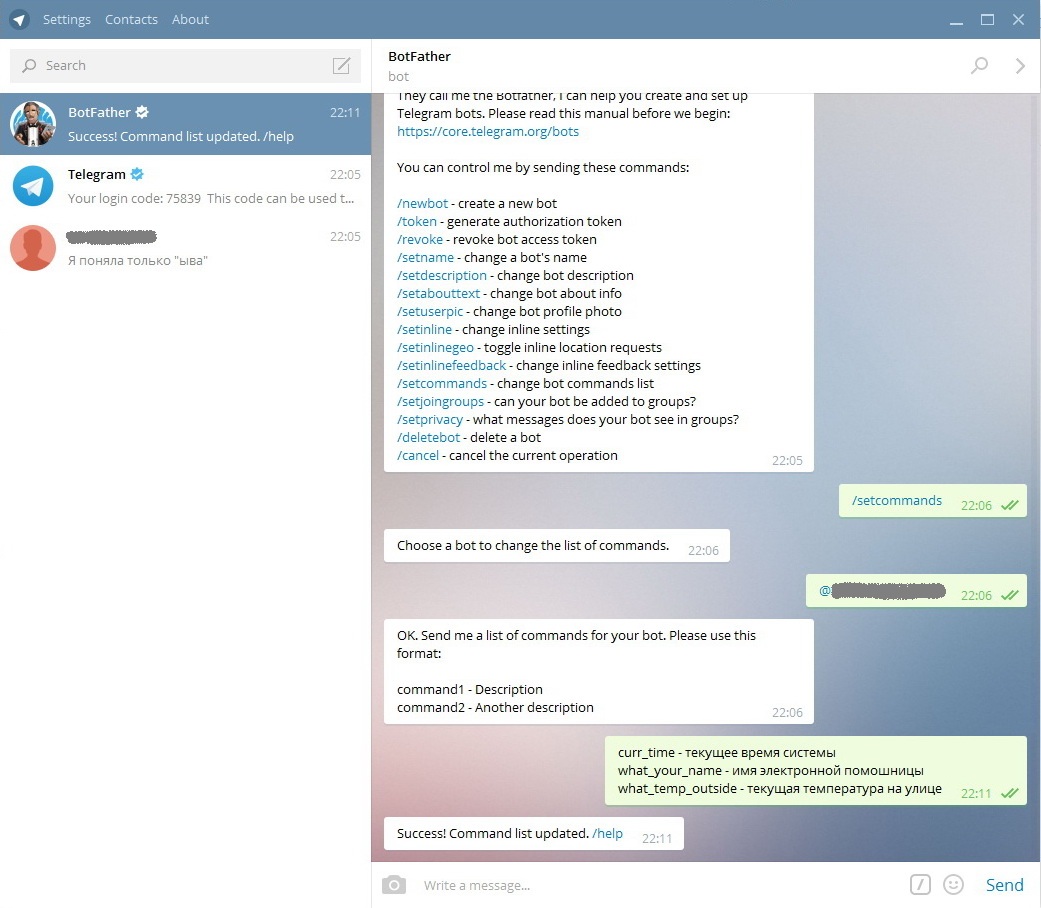 Settings Contacts About
Search
BotFather 22:11
Success! Command list updated. /help
Telegram 22:05
Your login code: 75839 This code can be used t...
22:05
Я поняла только "ыва"
BotFather
bot
They call me the Botfather, I can help you create and set up
Telegram bots. Please read this manual before we begin:
https://core.telegram.org/bots
You can control me by sending these commands:
/newbot - create a new bot
/token - generate authorization token
/revoke - revoke bot access token
/setname - change a bot's name
/setdescription - change bot description
/setabouttext - change bot about info
/setuserpic - change bot profile photo
/setinline - change inline settings
/setinlinegeo - toggle inline location requests
/setinlinefeedback - change inline feedback settings
/setcommands - change bot commands list
/setjoingroups - can your bot be added to groups?
/setprivacy - what messages does your bot see in groups?
/deletebot - delete a bot
/cancel - cancel the current operation
22:05
/setcommands 22:06
Choose a bot to change the list of commands. 22:06
@ 22:06
OK. Send me a list of commands for your bot. Please use this
format:
command1 - Description
command2 - Another description
22:06
curr_time - текущее время системы
what_your_name - имя электронной помошницы
what_temp_outside - текущая температура на улице 22:11
Success! Command list updated. /help 22:11
Write a message...
Send